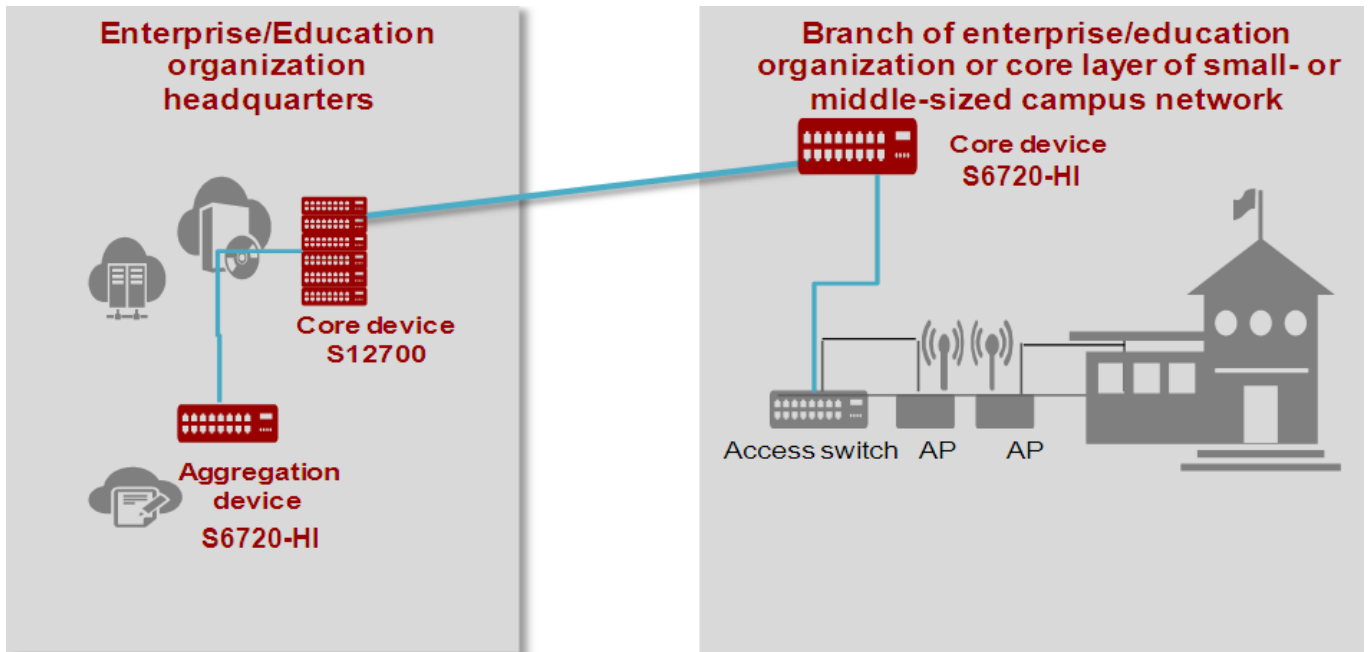 Enterprise/Education
organization
headquarters
Core device
S12700
Aggregation
device
S6720-HI
Branch of enterprise/education
organization or core layer of small- or
middle-sized campus network
Core device
S6720-HI
Access switch AP AP